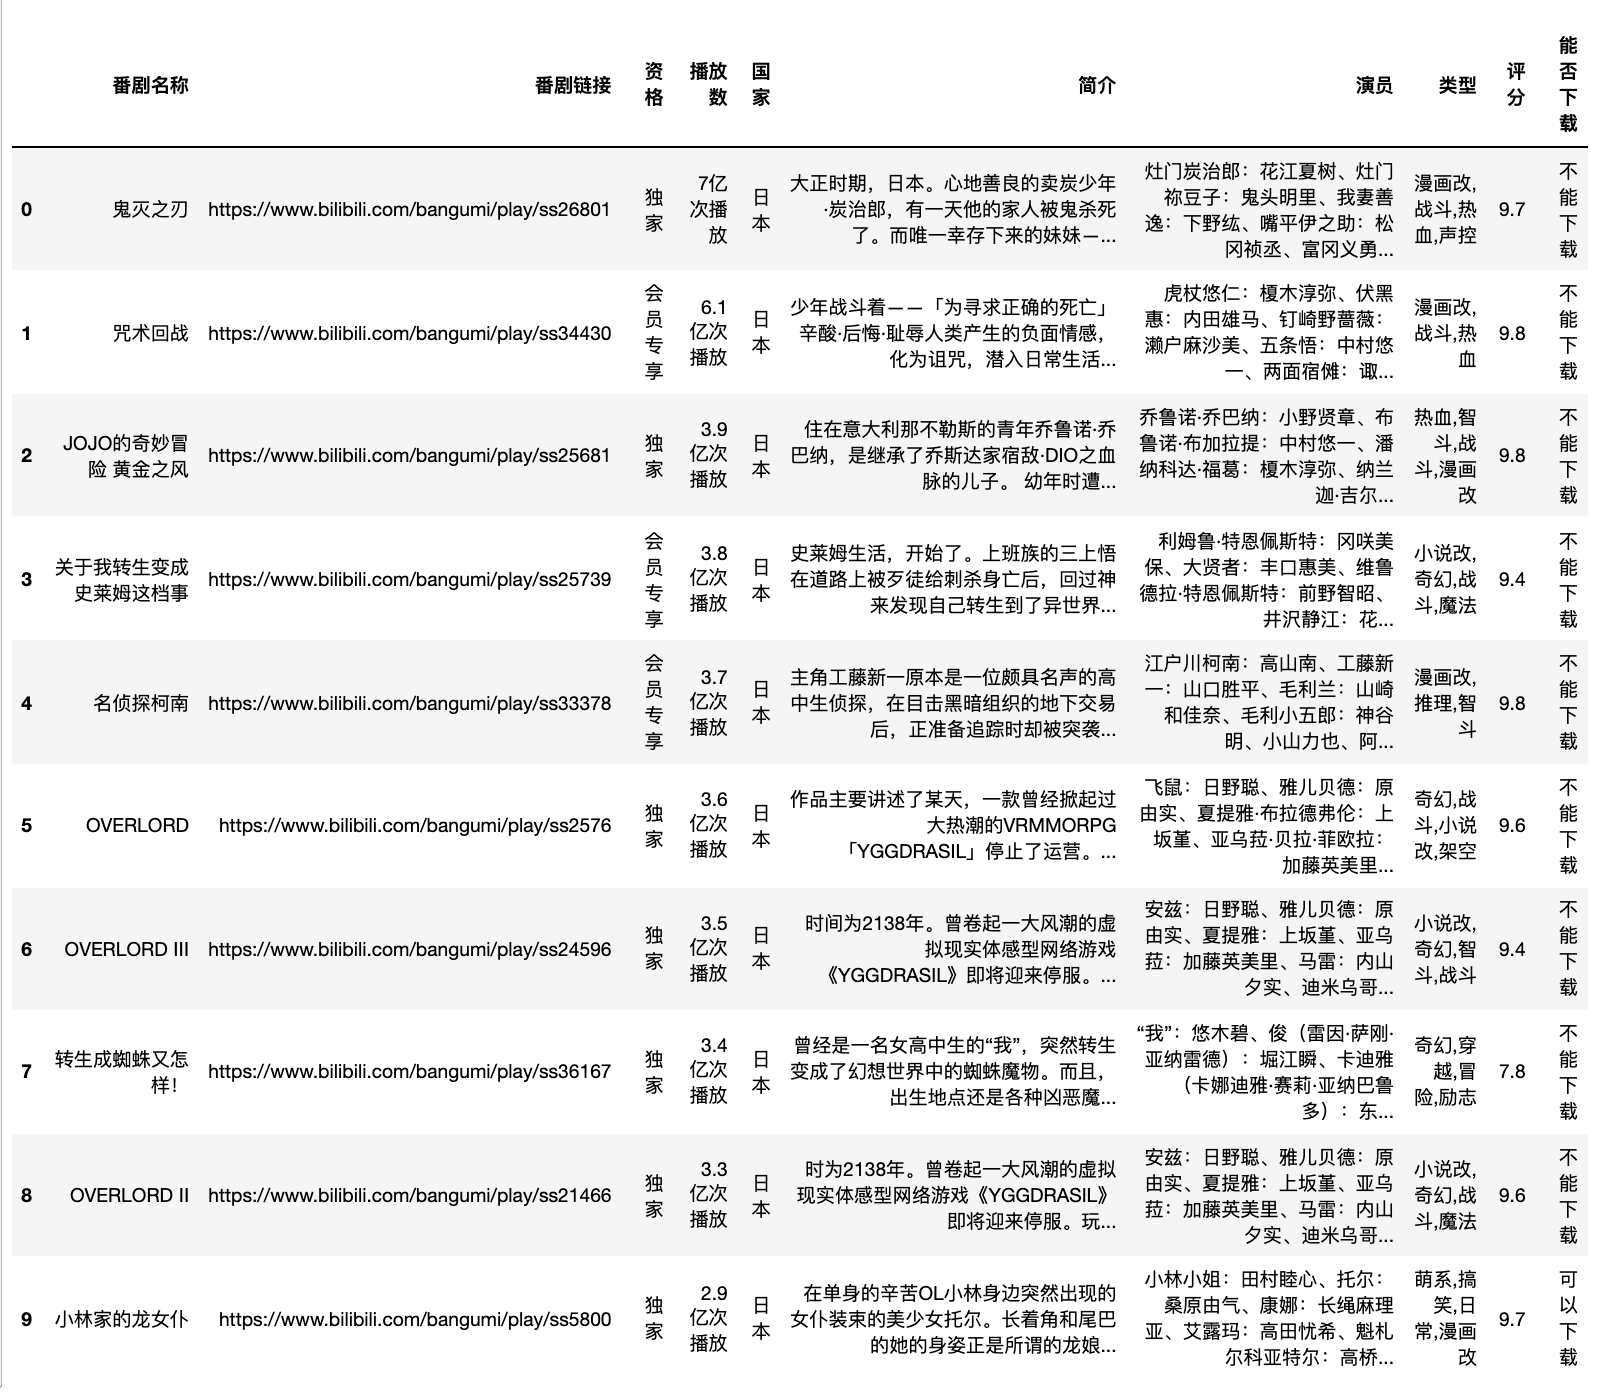 番剧名称 番剧链接 资格 播放数 国家 简介 演员 类型 评分 能否下载
0 鬼灭之刃 https://www.bilibili.com/bangumi/play/ss26801 独家 7亿次播放 日本 大正时期，日本。心地善良的卖炭少年·炭治郎，有一天他的家人被鬼杀死了。而唯一幸存下来的妹妹—... 灶门炭治郎：花江夏树、灶门祢豆子：鬼头明里、我妻善逸：下野纮、嘴平伊之助：松冈祯丞、富冈义勇... 漫画改,战斗,热血,声控 9.7 不能下载
1 咒术回战 https://www.bilibili.com/bangumi/play/ss34430 会员专享 6.1亿次播放 日本 少年战斗着——「为寻求正确的死亡」辛酸·后悔·耻辱人类产生的负面情感，化为诅咒，潜入日常生活... 虎杖悠仁：榎木淳弥、伏黑惠：内田雄马、钉崎野蔷薇：濑户麻沙美、五条悟：中村悠一、两面宿傩：诹... 漫画改,战斗,热血 9.8 不能下载
2 JOJO的奇妙冒险 黄金之风 https://www.bilibili.com/bangumi/play/ss25681 独家 3.9亿次播放 日本 住在意大利那不勒斯的青年乔鲁诺·乔巴纳，是继承了乔斯达家宿敌·DIO之血脉的儿子。 幼年时遭... 乔鲁诺·乔巴纳：小野贤章、布鲁诺·布加拉提：中村悠一、潘纳科达·福葛：榎木淳弥、纳兰迦·吉尔... 热血,智斗,战斗,漫画改 9.8 不能下载
3 关于我转生变成史莱姆这档事 https://www.bilibili.com/bangumi/play/ss25739 会员专享 3.8亿次播放 日本 史莱姆生活，开始了。上班族的三上悟在道路上被歹徒给刺杀身亡后，回过神来发现自己转生到了异世界... 利姆鲁·特恩佩斯特：冈咲美保、大贤者：丰口惠美、维鲁德拉·特恩佩斯特：前野智昭、井沢静江：花... 小说改,奇幻,战斗,魔法 9.4 不能下载
4 名侦探柯南 https://www.bilibili.com/bangumi/play/ss33378 会员专享 3.7亿次播放 日本 主角工藤新一原本是一位颇具名声的高中生侦探，在目击黑暗组织的地下交易后，正准备追踪时却被突袭... 江户川柯南：高山南、工藤新一：山口胜平、毛利兰：山崎和佳奈、毛利小五郎：神谷明、小山力也、阿... 漫画改,推理,智斗 9.8 不能下载
5 OVERLORD https://www.bilibili.com/bangumi/play/ss2576 独家 3.6亿次播放 日本 作品主要讲述了某天，一款曾经掀起过大热潮的VRMMORPG「YGGDRASIL」停止了运营。... 飞鼠：日野聪、雅儿贝德：原由实、夏提雅·布拉德弗伦：上坂堇、亚乌菈·贝拉·菲欧拉：加藤英美里... 奇幻,战斗,小说改,架空 9.6 不能下载
6 OVERLORD III https://www.bilibili.com/bangumi/play/ss24596 独家 3.5亿次播放 日本 时间为2138年。曾卷起一大风潮的虚拟现实体感型网络游戏《YGGDRASIL》即将迎来停服。... 安兹：日野聪、雅儿贝德：原由实、夏提雅：上坂堇、亚乌菈：加藤英美里、马雷：内山夕实、迪米乌哥... 小说改,奇幻,智斗,战斗 9.4 不能下载
7 转生成蜘蛛又怎样！ https://www.bilibili.com/bangumi/play/ss36167 独家 3.4亿次播放 日本 曾经是一名女高中生的“我”，突然转生变成了幻想世界中的蜘蛛魔物。而且，出生地点还是各种凶恶魔... “我”：悠木碧、俊（雷因·萨刚·亚纳雷德）：堀江瞬、卡迪雅（卡娜迪雅·赛莉·亚纳巴鲁多）：东... 奇幻,穿越,冒险,励志 7.8 不能下载
8 OVERLORD II https://www.bilibili.com/bangumi/play/ss21466 独家 3.3亿次播放 日本 时为2138年。曾卷起一大风潮的虚拟现实体感型网络游戏《YGGDRASIL》即将迎来停服。玩... 安兹：日野聪、雅儿贝德：原由实、夏提雅：上坂堇、亚乌菈：加藤英美里、马雷：内山夕实、迪米乌哥... 小说改,奇幻,战斗,魔法 9.6 不能下载
9 小林家的龙女仆 https://www.bilibili.com/bangumi/play/ss5800 独家 2.9亿次播放 日本 在单身的辛苦OL小林身边突然出现的女仆装束的美少女托尔。长着角和尾巴的她的身姿正是所谓的龙娘... 小林小姐：田村睦心、托尔：桑原由气、康娜：长绳麻理亚、艾露玛：高田忧希、魁札尔科亚特尔：高桥... 萌系,搞笑,日常,漫画改 9.7 可以下载